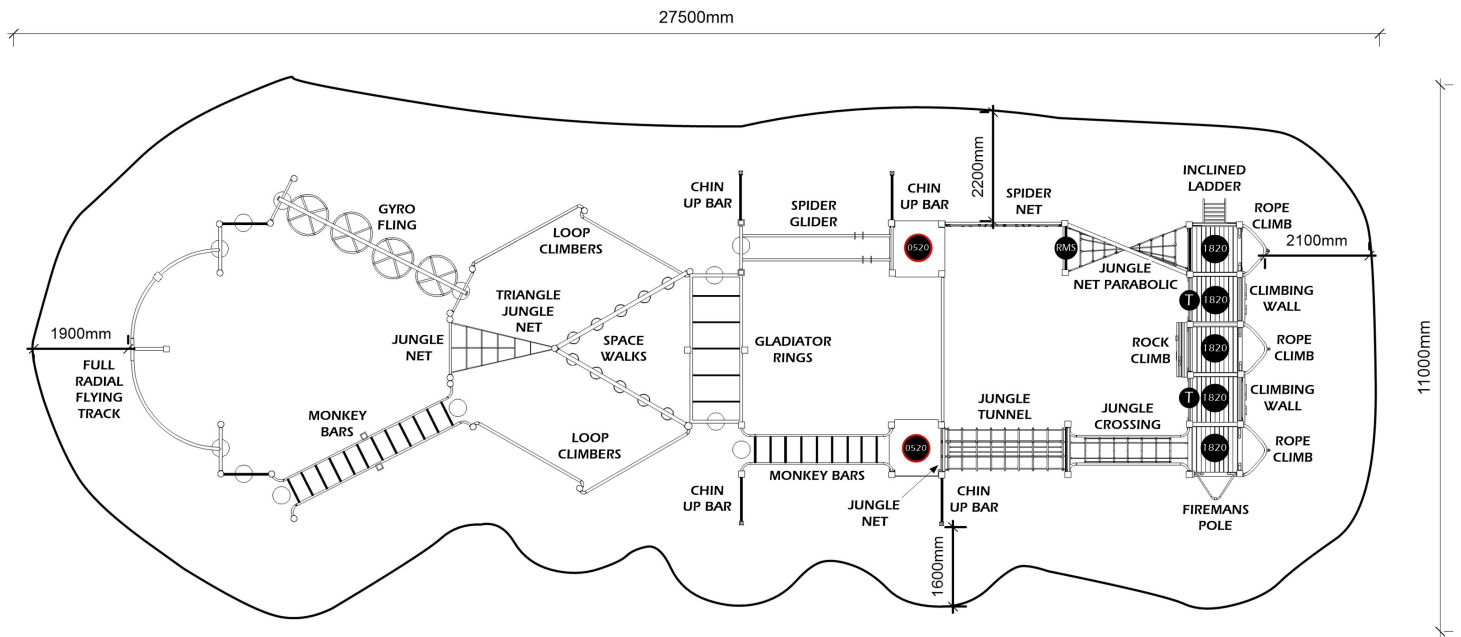 27500mm
11000mm
2200mm
2100mm
1900mm
1600mm
INCLINED
LADDER
ROPE
CLIMB
CHIN
UP BAR
SPIDER
GLIDER
CHIN
UP BAR
SPIDER
NET
GYRO
FLING
LOOP
CLIMBERS
0520
RMS
1820
JUNGLE
NET PARABOLIC
TRIANGLE
JUNGLE
NET
T
1820
CLIMBING
WALL
JUNGLE
NET
SPACE
WALKS
GLADIATOR
RINGS
ROCK
CLIMB
1820
ROPE
CLIMB
FULL
RADIAL
FLYING
TRACK
MONKEY
BARS
T
1820
CLIMBING
WALL
JUNGLE
TUNNEL
JUNGLE
CROSSING
LOOP
CLIMBERS
0520
1820
ROPE
CLIMB
MONKEY BARS
CHIN
UP BAR
JUNGLE
NET
CHIN
UP BAR
FIREMANS
POLE